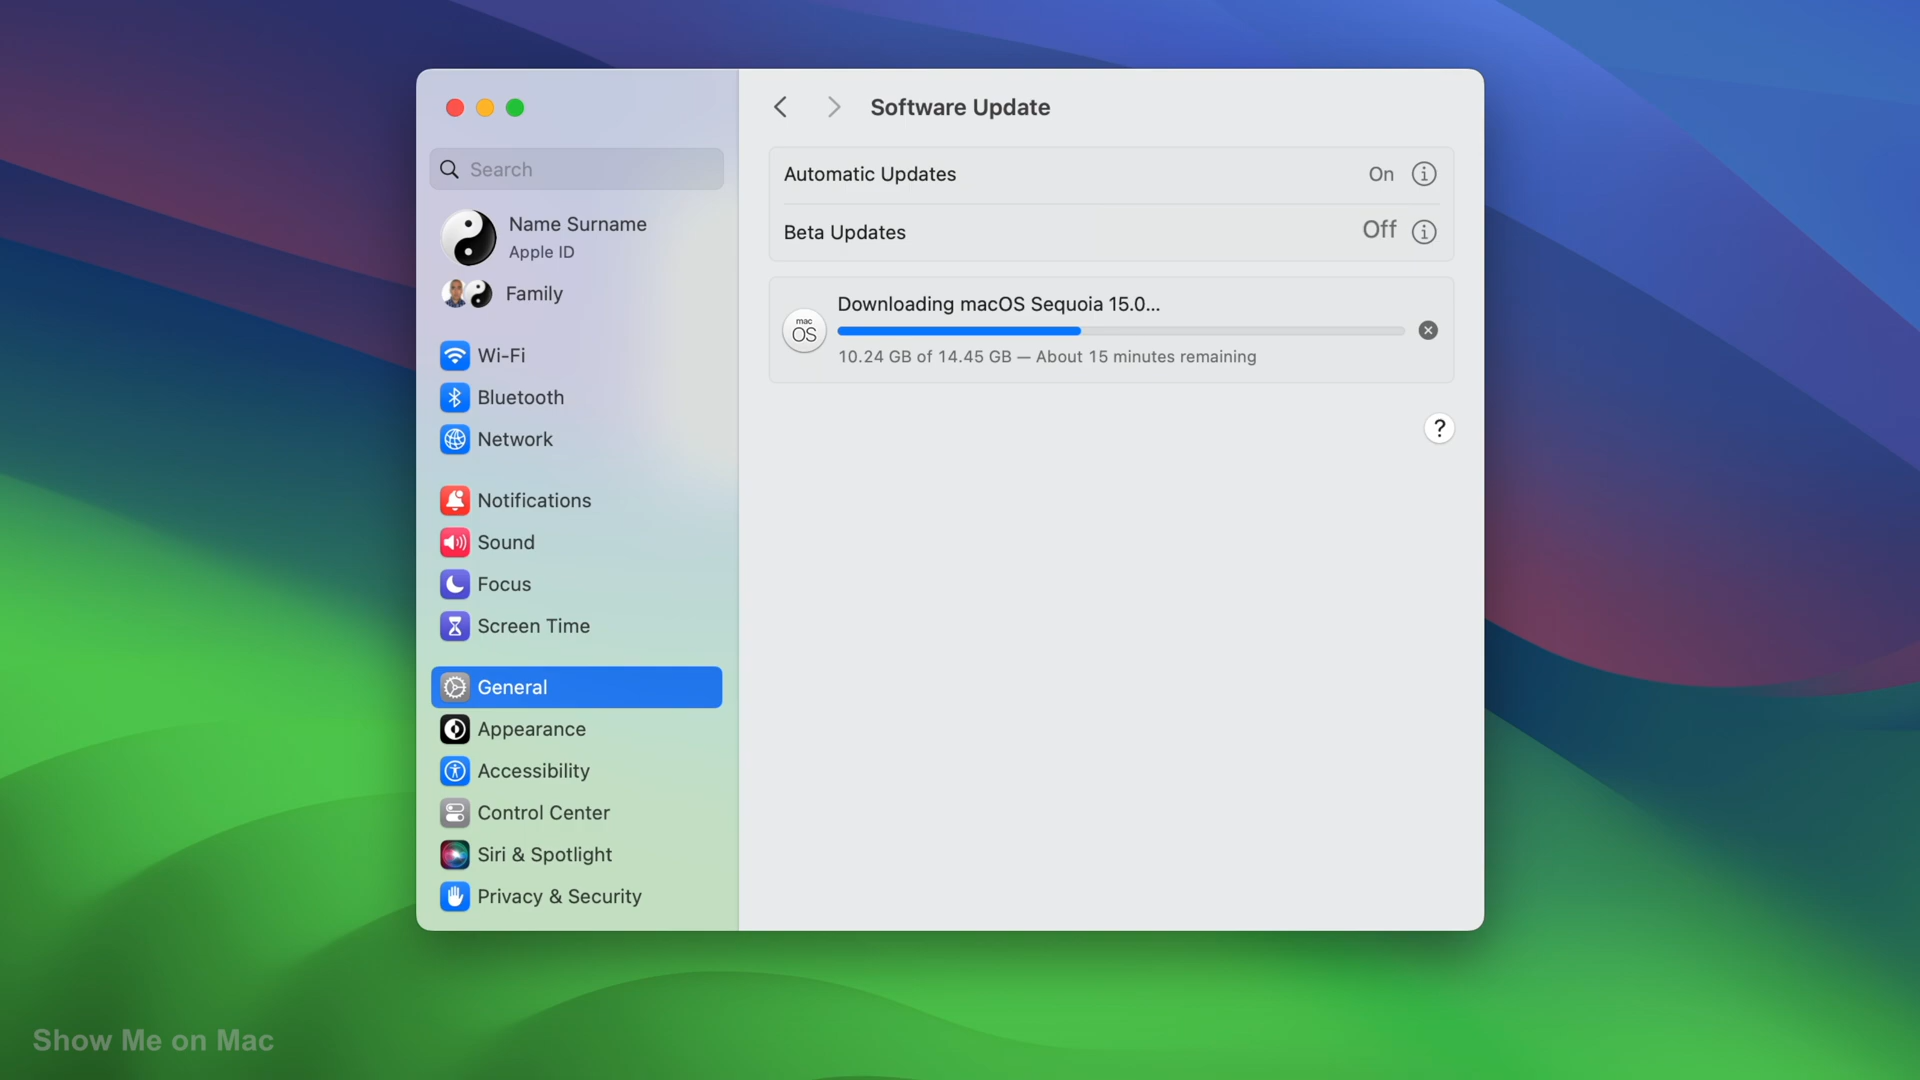 Software Update
Search
Name Surname
Apple ID
Family
Wi-Fi
Bluetooth
Network
Notifications
Sound
Focus
Screen Time
General
Appearance
Accessibility
Control Center
Siri & Spotlight
Privacy & Security
Automatic Updates On
Beta Updates Off
mac
OS
Downloading macOS Sequoia 15.0...
10.24 GB of 14.45 GB — About 15 minutes remaining
?
Show Me on Mac